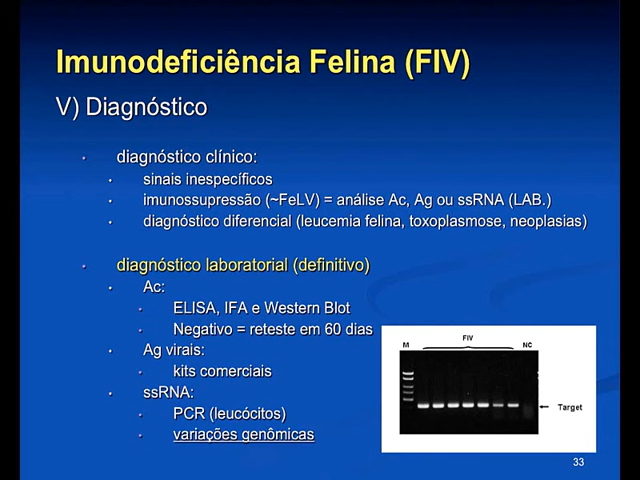 Imunodeficiência Felina (FIV)
V) Diagnóstico
diagnóstico clínico:
sinais inespecíficos
imunossupressão (~FeLV) = análise Ac, Ag ou ssRNA (LAB.)
diagnóstico diferencial (leucemia felina, toxoplasmose, neoplasias)
diagnóstico laboratorial (definitivo)
Ac:
ELISA, IFA e Western Blot
Negativo = reteste em 60 dias
Ag virais:
kits comerciais
ssRNA:
PCR (leucócitos)
variações genômicas
FIV
M NC
Target
33